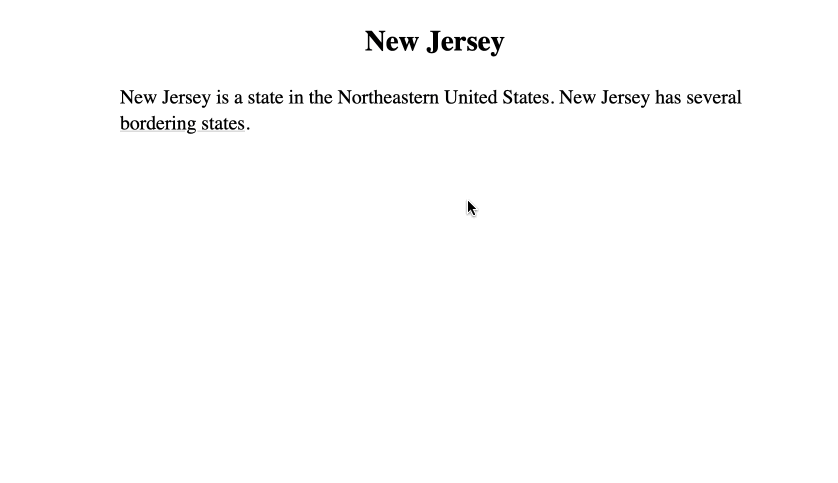 New Jersey
New Jersey is a state in the Northeastern United States. New Jersey has several
bordering states.